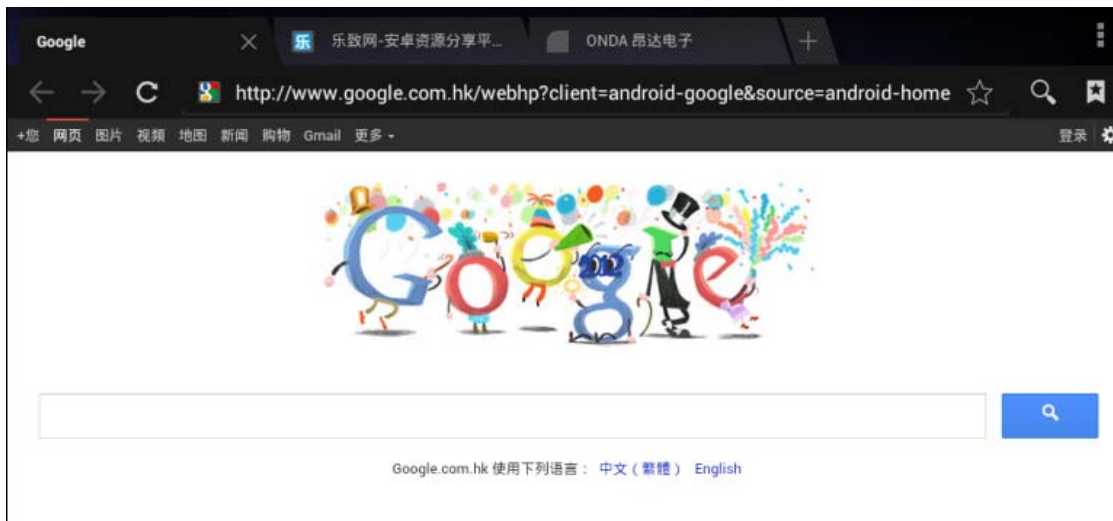 Google 乐致网-安卓资源分享平... ONDA 昂达电子
http://www.google.com.hk/webhp?client=android-google&source=android-home
+您 网页 图片 视频 地图 新闻 购物 Gmail 更多 登录
Google
2012
Google.com.hk 使用下列语言： 中文（繁體） English